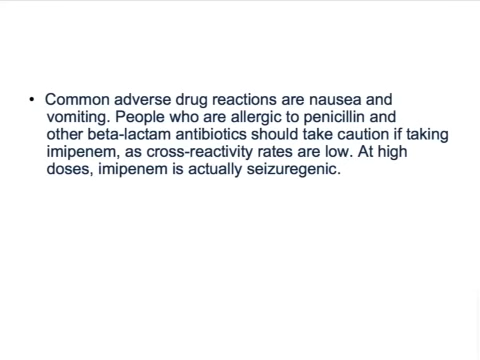 • Common adverse drug reactions are nausea and
vomiting. People who are allergic to penicillin and
other beta-lactam antibiotics should take caution if taking
imipenem, as cross-reactivity rates are low. At high
doses, imipenem is actually seizuregenic.